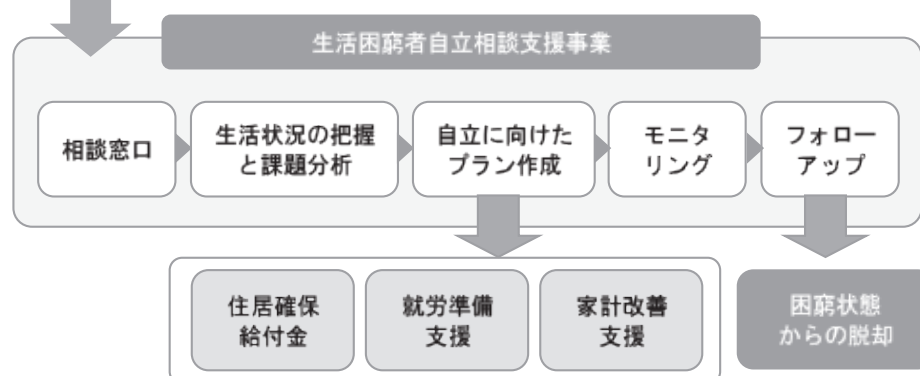 生活困窮者自立相談支援事業
相談窓口
生活状況の把握
と課題分析
自立に向けた
プラン作成
モニタ
リング
フォロー
アップ
住居確保
給付金
就労準備
支援
家計改善
支援
困窮状態
からの脱却